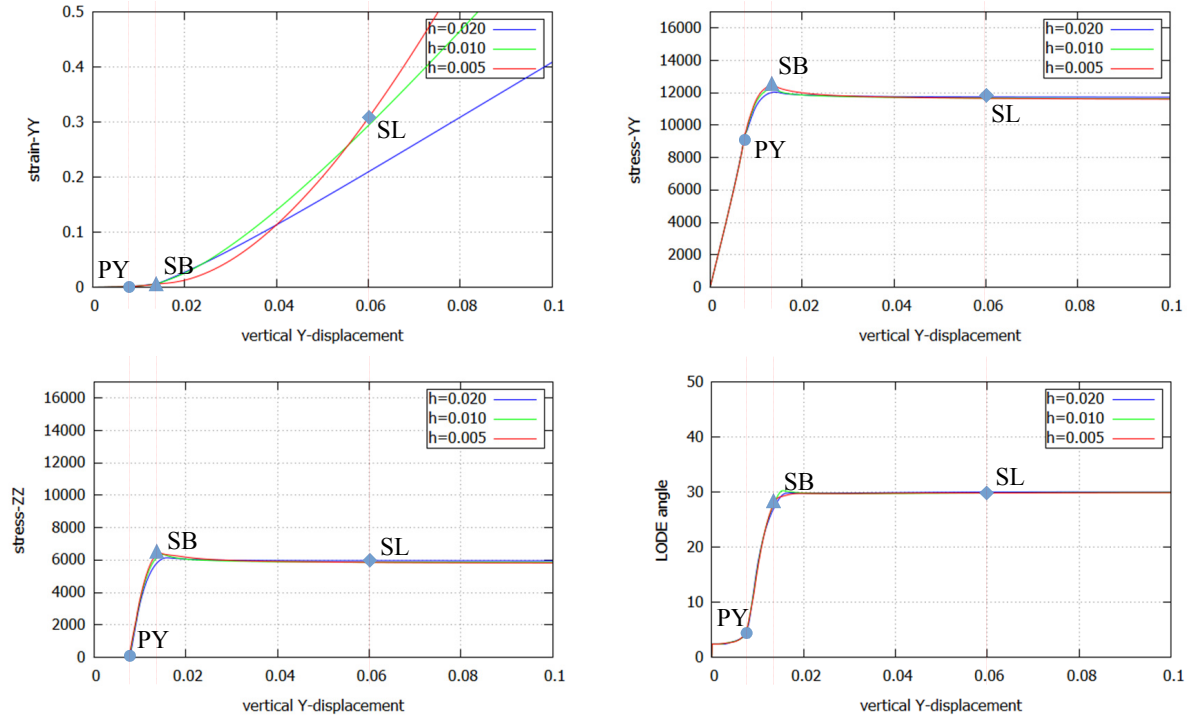 0.5
0.4
0.3
0.2
0.1
0
strain-YY
h=0.020
h=0.010
h=0.005
PY
SB
SL
0 0.02 0.04 0.06 0.08 0.1
vertical Y-displacement
16000
14000
12000
10000
8000
6000
4000
2000
0
stress-YY
h=0.020
h=0.010
h=0.005
SB
SL
PY
0 0.02 0.04 0.06 0.08 0.1
vertical Y-displacement
16000
14000
12000
10000
8000
6000
4000
2000
0
stress-ZZ
h=0.020
h=0.010
h=0.005
SB
SL
PY
0 0.02 0.04 0.06 0.08 0.1
vertical Y-displacement
50
40
30
20
10
0
LODE angle
h=0.020
h=0.010
h=0.005
SB
SL
PY
0 0.02 0.04 0.06 0.08 0.1
vertical Y-displacement